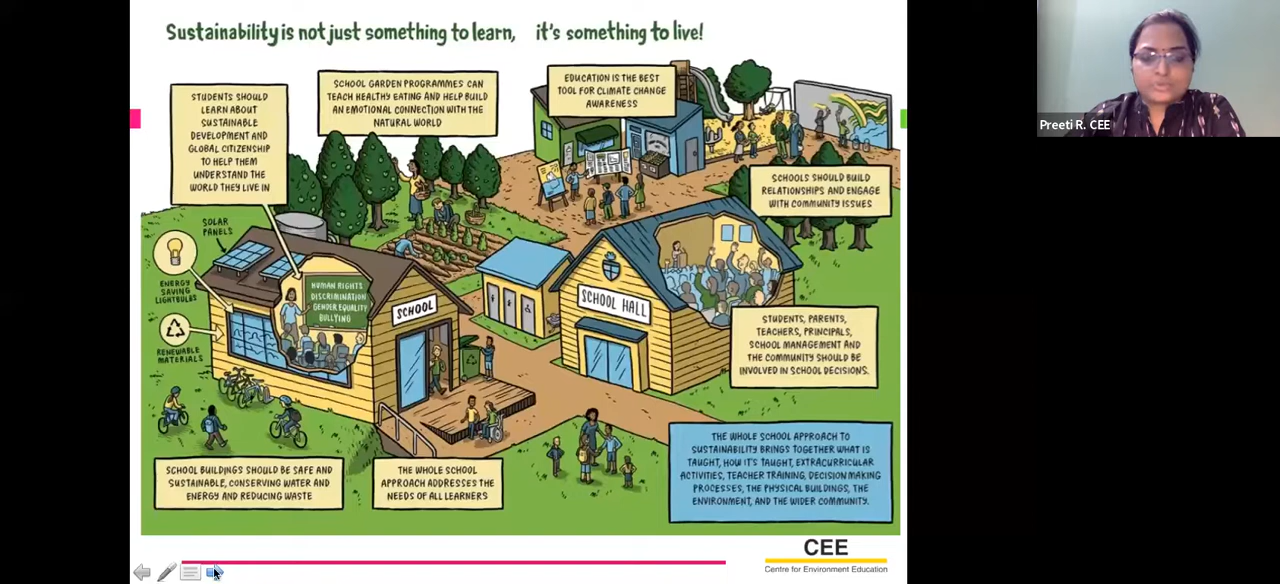 Sustainability is not just something to learn, it's something to live!
STUDENTS SHOULD
LEARN ABOUT
SUSTAINABLE
DEVELOPMENT AND
GLOBAL CITIZENSHIP
TO HELP THEM
UNDERSTAND THE
WORLD THEY LIVE IN
SCHOOL GARDEN PROGRAMMES CAN
TEACH HEALTHY EATING AND HELP BUILD
AN EMOTIONAL CONNECTION WITH THE
NATURAL WORLD
EDUCATION IS THE BEST
TOOL FOR CLIMATE CHANGE
AWARENESS
Preeti R. CEE
SCHOOLS SHOULD BUILD
RELATIONSHIPS AND ENGAGE
WITH COMMUNITY ISSUES
SOLAR
PANELS
ENERGY
SAVING
LIGHTBULBS
RENEWABLE
MATERIALS
HUMAN RIGHTS
DISCRIMINATION
GENDER EQUALITY
BULLYING
SCHOOL
SCHOOL HALL
STUDENTS, PARENTS,
TEACHERS, PRINCIPALS,
SCHOOL MANAGEMENT AND
THE COMMUNITY SHOULD BE
INVOLVED IN SCHOOL DECISIONS.
SCHOOL BUILDINGS SHOULD BE SAFE AND
SUSTAINABLE, CONSERVING WATER AND
ENERGY AND REDUCING WASTE
THE WHOLE SCHOOL
APPROACH ADDRESSES THE
NEEDS OF ALL LEARNERS
THE WHOLE SCHOOL APPROACH TO
SUSTAINABILITY BRINGS TOGETHER WHAT IS
TAUGHT, HOW IT'S TAUGHT, EXTRACURRICULAR
ACTIVITIES, TEACHER TRAINING, DECISION MAKING
PROCESSES, THE PHYSICAL BUILDINGS, THE
ENVIRONMENT, AND THE WIDER COMMUNITY.
CEE
Centre for Environment Education